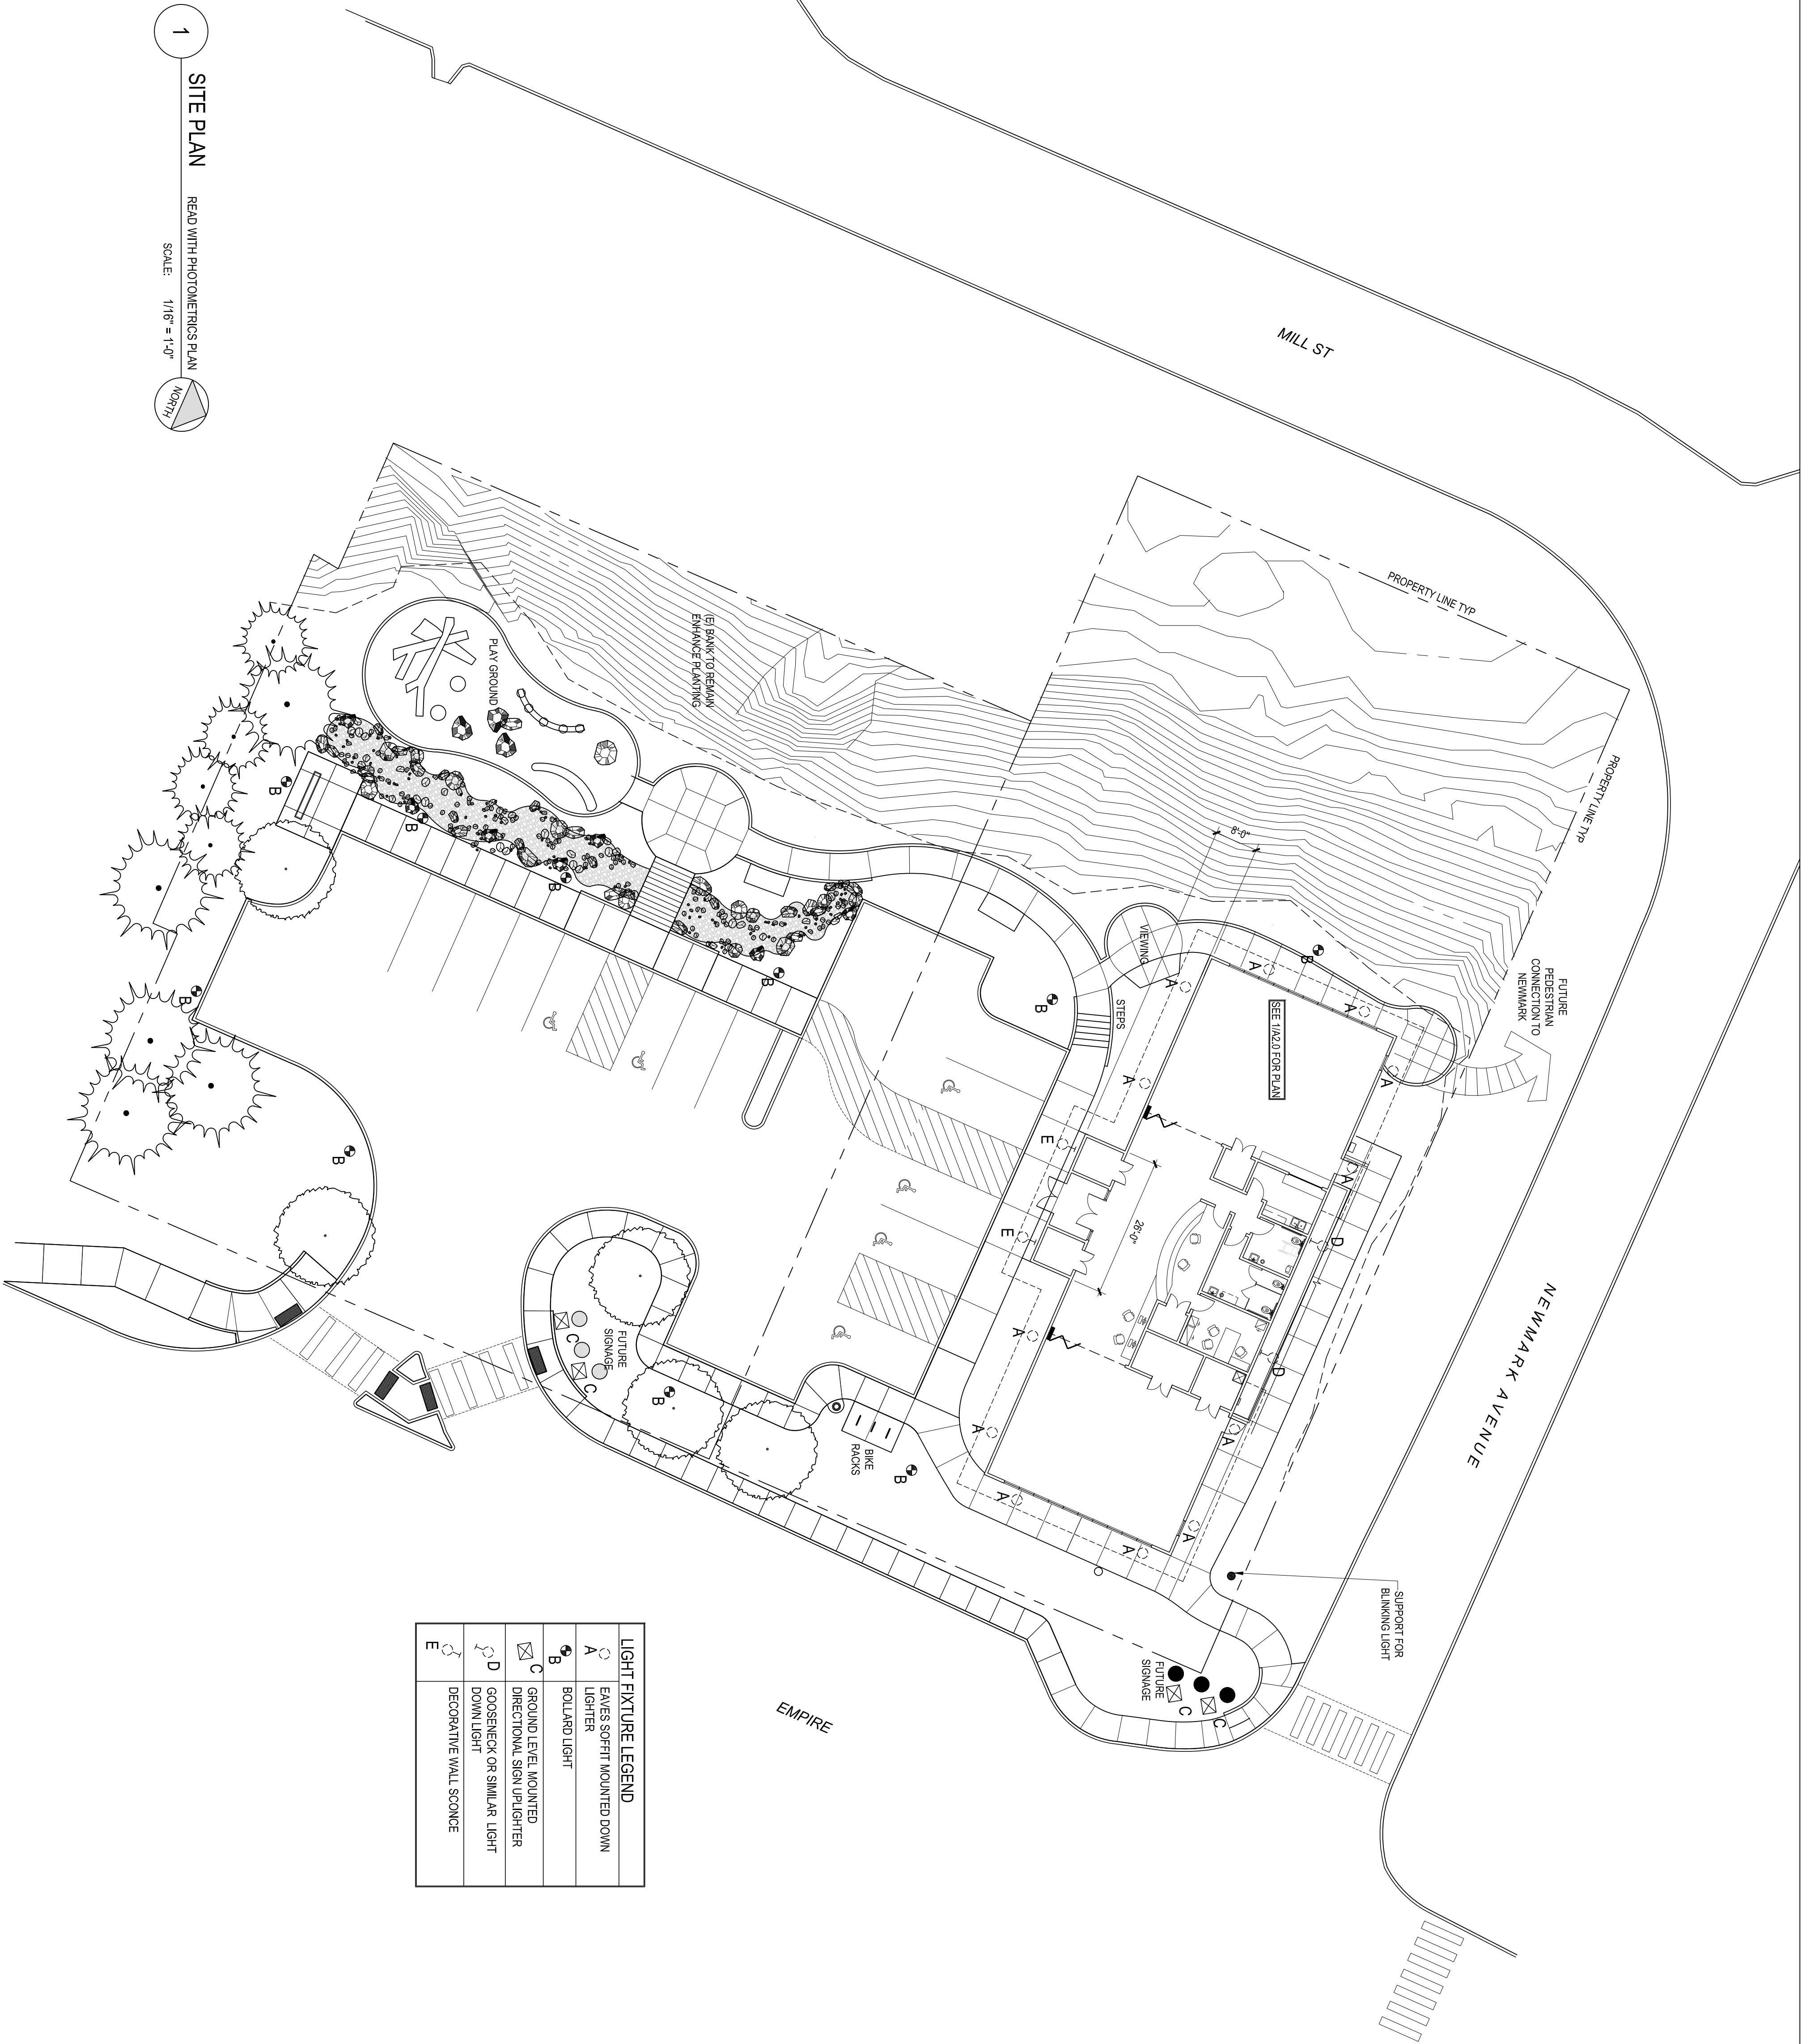 1
SITE PLAN
READ WITH PHOTOMETRICS PLAN
SCALE: 1/16" = 1'-0"
NORTH
MILL ST
PROPERTY LINE TYP
PROPERTY LINE TYP
NEWMARK AVENUE
EMPIRE
(E) BANK TO REMAIN
ENHANCE PLANTING
PLAY GROUND
8'-0"
VIEWING
STEPS
SEE 1/A2.0 FOR PLAN
FUTURE
PEDESTRIAN
CONNECTION TO
NEWMARK
26'-0"
BIKE
RACKS
FUTURE
SIGNAGE
FUTURE
SIGNAGE
SUPPORT FOR
BLINKING LIGHT
A
A
A
A
A
A
A
A
A
A
A
A
B
B
B
B
B
B
B
B
B
B
C
C
C
C
D
D
E
E
LIGHT FIXTURE LEGEND
A EAVES SOFFIT MOUNTED DOWN
LIGHTER
B BOLLARD LIGHT
C GROUND LEVEL MOUNTED
DIRECTIONAL SIGN UPLIGHTER
D GOOSENECK OR SIMILAR LIGHT
DOWN LIGHT
E DECORATIVE WALL SCONCE